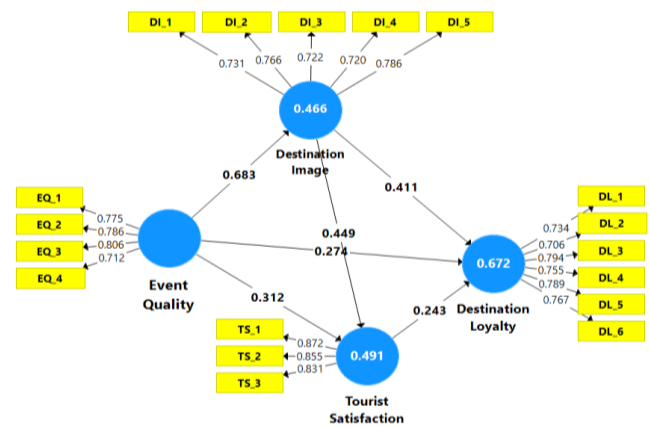 DI_1 DI_2 DI_3 DI_4 DI_5
0.731 0.766 0.722 0.720 0.786
0.466
Destination
Image
0.683
0.411
EQ_1
EQ_2
EQ_3
EQ_4
0.775
0.786
0.806
0.712
Event
Quality
0.449
0.274
0.312
0.243
DL_1
DL_2
DL_3
DL_4
DL_5
DL_6
0.734
0.706
0.794
0.755
0.789
0.767
0.672
Destination
Loyalty
TS_1
TS_2
TS_3
0.872
0.855
0.831
0.491
Tourist
Satisfaction